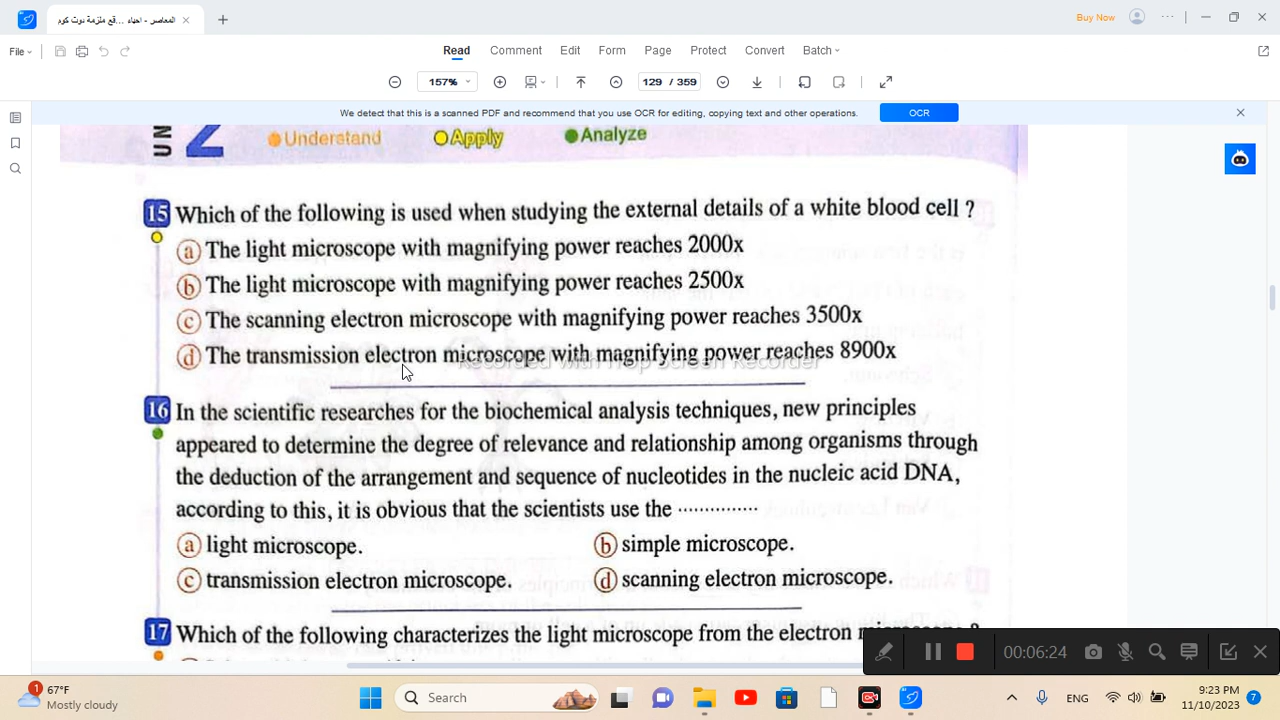 المعاصر - احياء ...قع ملزمة دوت كوم
Buy Now
File
Read Comment Edit Form Page Protect Convert Batch
157% 129 / 359
We detect that this is a scanned PDF and recommend that you use OCR for editing, copying text and other operations. OCR
UN 2 Understand Apply Analyze
15 Which of the following is used when studying the external details of a white blood cell ?
a The light microscope with magnifying power reaches 2000x
b The light microscope with magnifying power reaches 2500x
c The scanning electron microscope with magnifying power reaches 3500x
d The transmission electron microscope with magnifying power reaches 8900x
Recorded with iTop Screen Recorder
16 In the scientific researches for the biochemical analysis techniques, new principles
appeared to determine the degree of relevance and relationship among organisms through
the deduction of the arrangement and sequence of nucleotides in the nucleic acid DNA,
according to this, it is obvious that the scientists use the ...............
a light microscope. b simple microscope.
c transmission electron microscope. d scanning electron microscope.
17 Which of the following characterizes the light microscope from the electron
00:06:24
1 67°F
Mostly cloudy
Search
ENG
9:23 PM
11/10/2023
7